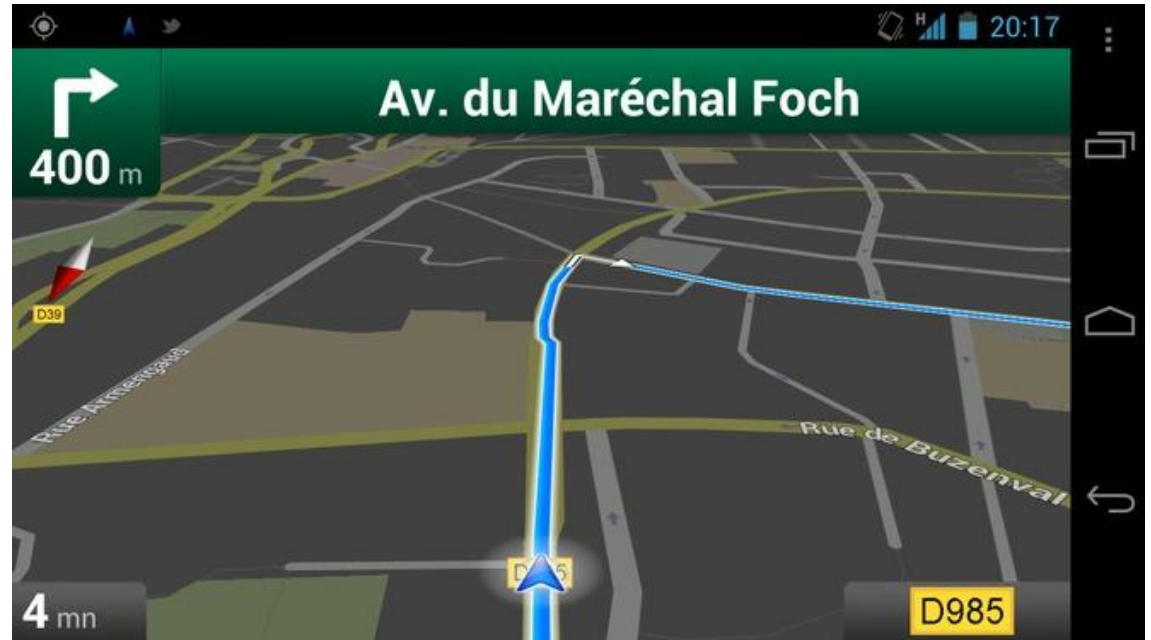 H 20:17
Av. du Maréchal Foch
400 m
D39
Rue Armengaud
Rue de Buzenval
4 mn
D985